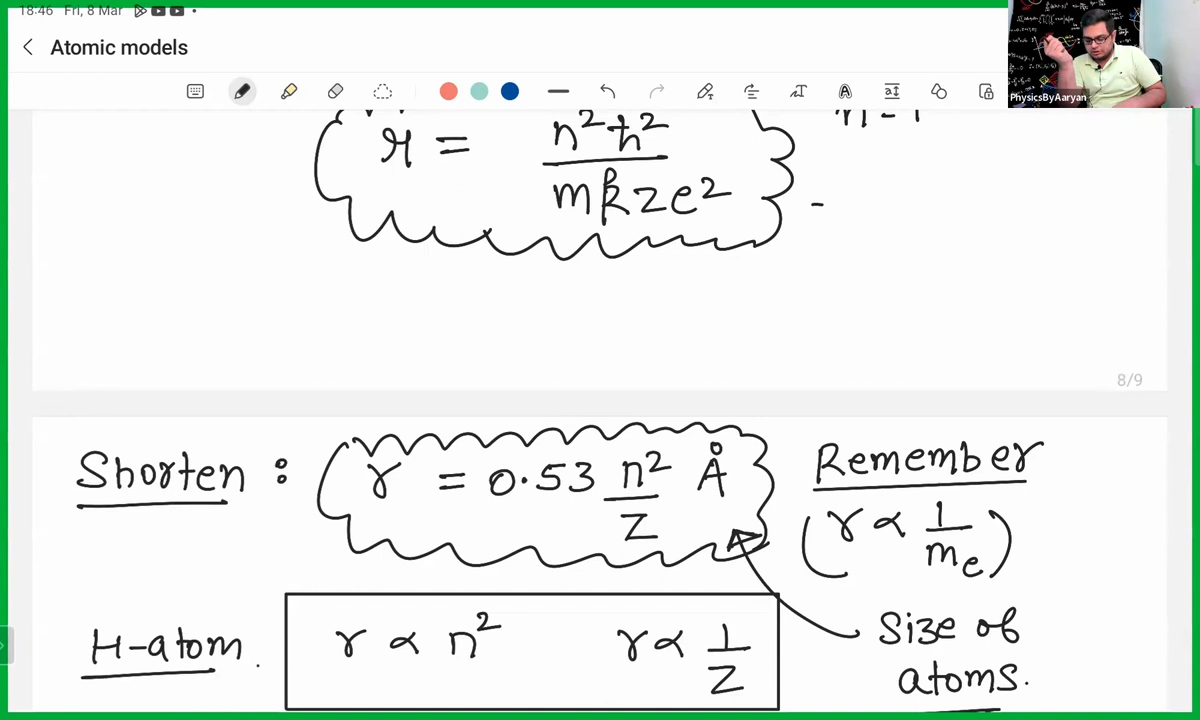 18:46 Fri, 8 Mar
Atomic models
PhysicsByAaryan
r = n²ħ² / mkze²
8/9
Shorten : r = 0.53 n²/Z Å
Remember
(r ∝ 1/mₑ)
H-atom.
r ∝ n² r ∝ 1/Z
Size of
atoms.